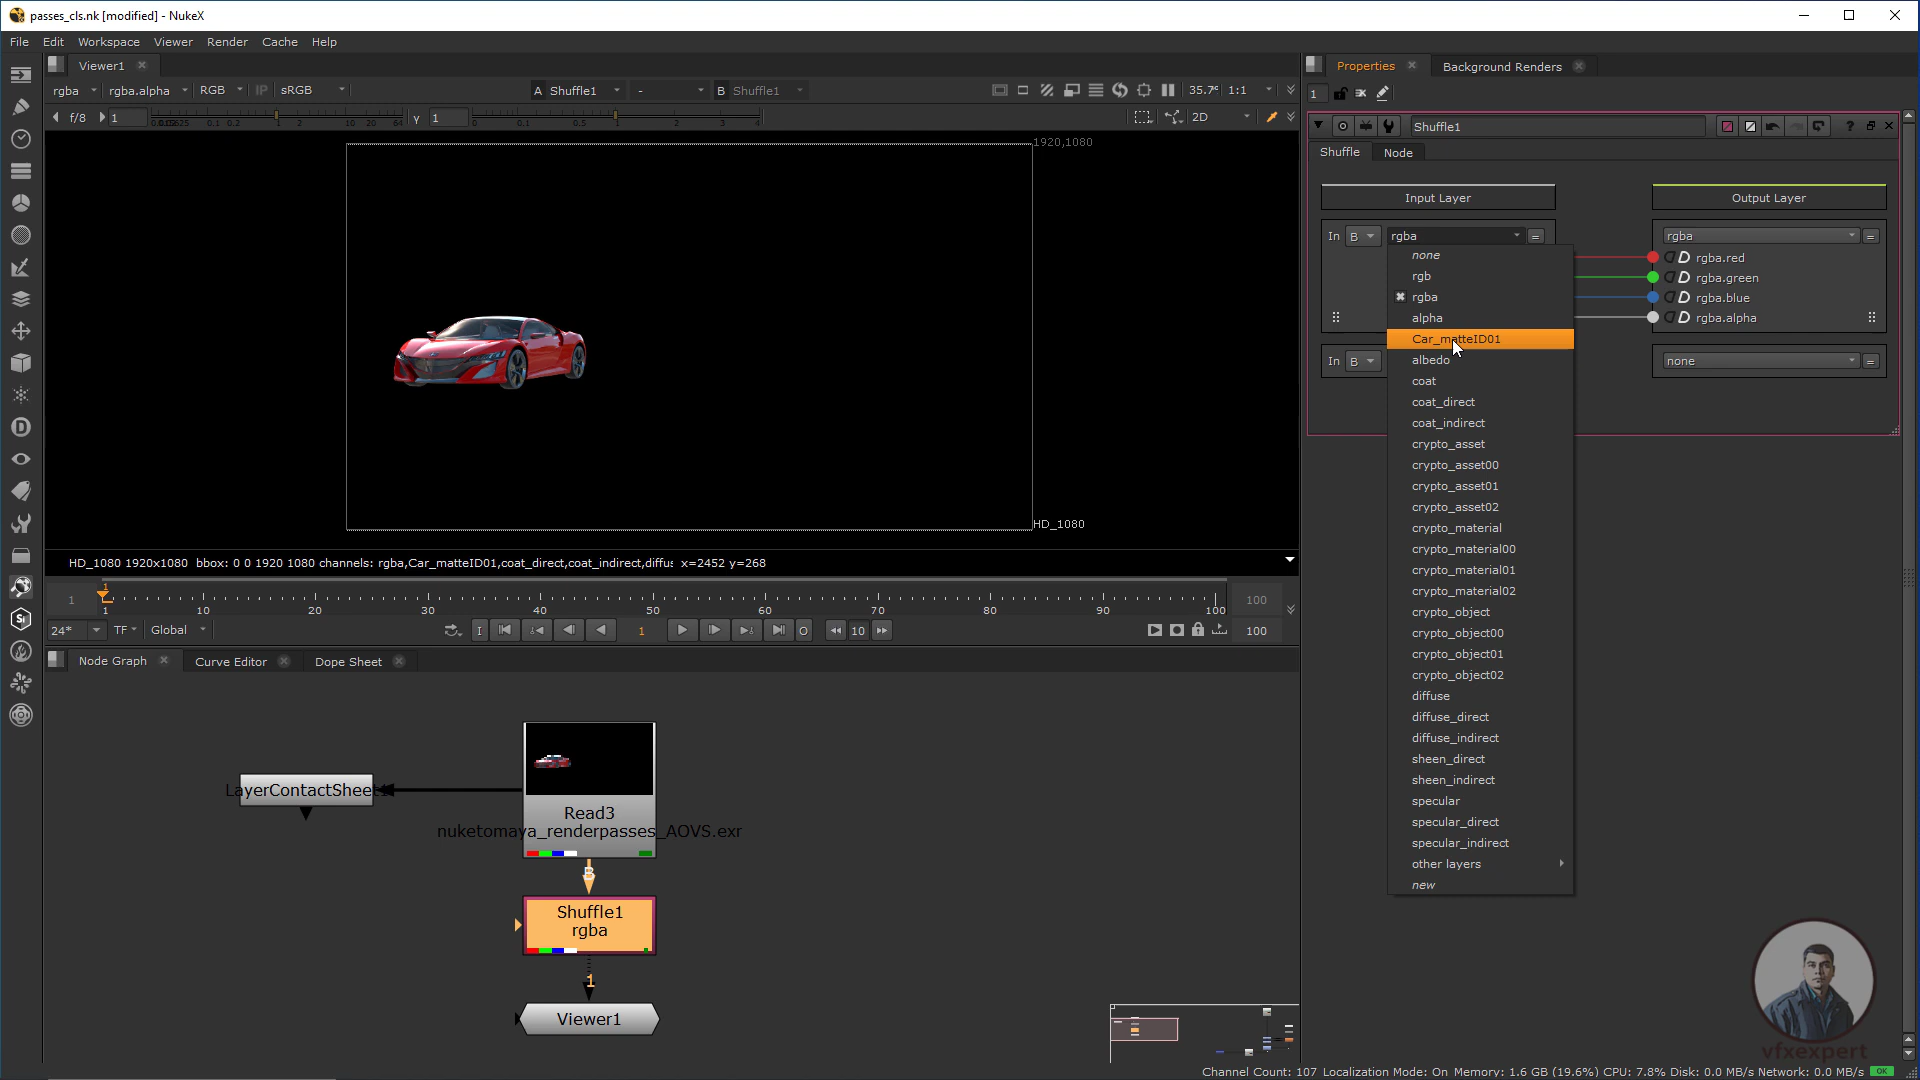 passes_cls.nk [modified] - NukeX
File Edit Workspace Viewer Render Cache Help
Viewer1
rgba rgba.alpha RGB IP sRGB A Shuffle1 - B Shuffle1 35.7% 1:1
f/8 1 Y 1 2D
1920,1080
HD_1080
HD_1080 1920x1080 bbox: 0 0 1920 1080 channels: rgba,Car_matteID01,coat_direct,coat_indirect,diffus x=2452 y=268
1 1 10 20 30 40 50 60 70 80 90 100 100
24* TF Global I 1 O 10 100
Node Graph Curve Editor Dope Sheet
LayerContactSheet1
Read3
nuketomaya_renderpasses_AOVS.exr
B
Shuffle1
rgba
1
Viewer1
Properties Background Renders
1
Shuffle1
Shuffle Node
Input Layer Output Layer
In B rgba = rgba =
rgba.red
rgba.green
rgba.blue
rgba.alpha
In B none =
none
rgb
rgba
alpha
Car_matteID01
albedo
coat
coat_direct
coat_indirect
crypto_asset
crypto_asset00
crypto_asset01
crypto_asset02
crypto_material
crypto_material00
crypto_material01
crypto_material02
crypto_object
crypto_object00
crypto_object01
crypto_object02
diffuse
diffuse_direct
diffuse_indirect
sheen_direct
sheen_indirect
specular
specular_direct
specular_indirect
other layers
new
vfxexpert
Channel Count: 107 Localization Mode: On Memory: 1.6 GB (19.6%) CPU: 7.8% Disk: 0.0 MB/s Network: 0.0 MB/s OK